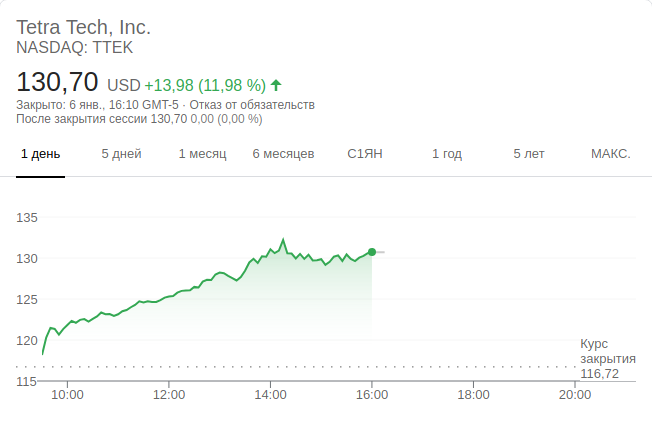 Tetra Tech, Inc.
NASDAQ: TTEK
130,70 USD +13,98 (11,98 %)
Закрыто: 6 янв., 16:10 GMT-5 · Отказ от обязательств
После закрытия сессии 130,70 0,00 (0,00 %)
1 день 5 дней 1 месяц 6 месяцев С1ЯН 1 год 5 лет МАКС.
135
130
125
120
Курс
закрытия
116,72
115
10:00 12:00 14:00 16:00 18:00 20:00